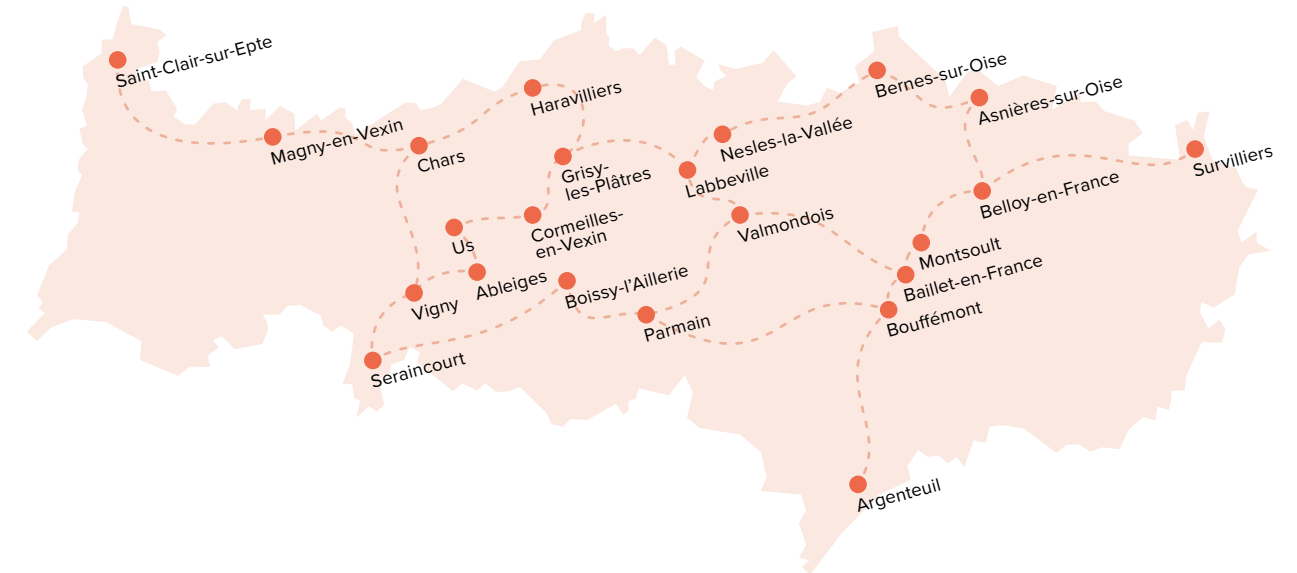 Saint-Clair-sur-Epte
Magny-en-Vexin
Chars
Haravilliers
Grisy-
les-Plâtres
Cormeilles-
en-Vexin
Us
Ableiges
Vigny
Seraincourt
Boissy-l'Aillerie
Parmain
Labbeville
Nesles-la-Vallée
Valmondois
Bernes-sur-Oise
Asnières-sur-Oise
Survilliers
Belloy-en-France
Montsoult
Baillet-en-France
Bouffémont
Argenteuil